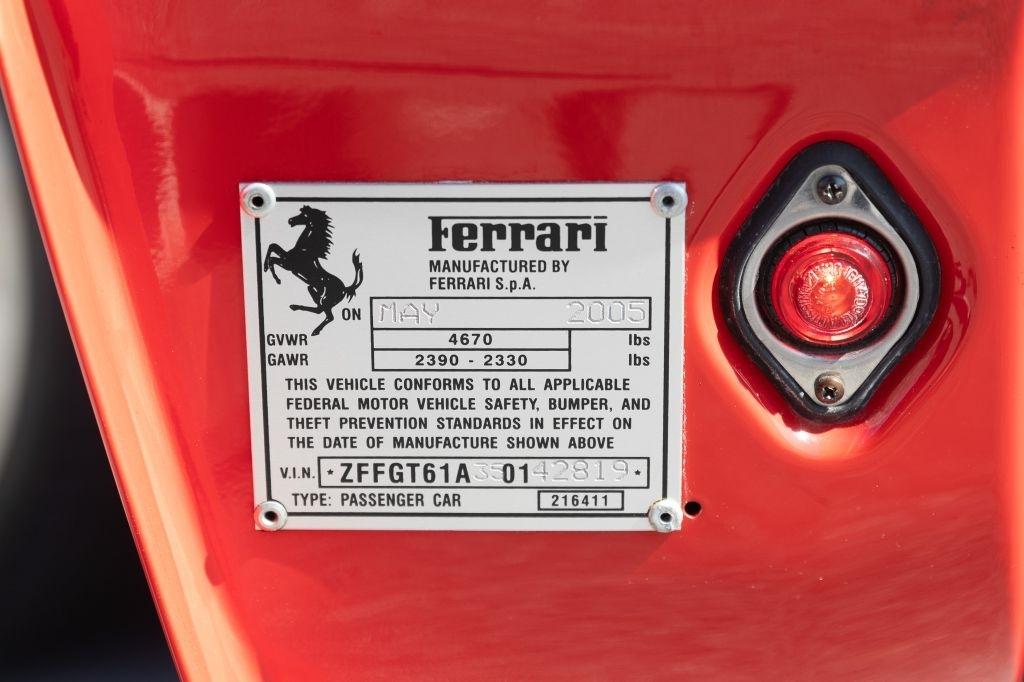 Ferrari
MANUFACTURED BY
FERRARI S.p.A.
ON MAY 2005
GVWR 4670 lbs
GAWR 2390 - 2330 lbs
THIS VEHICLE CONFORMS TO ALL APPLICABLE
FEDERAL MOTOR VEHICLE SAFETY, BUMPER, AND
THEFT PREVENTION STANDARDS IN EFFECT ON
THE DATE OF MANUFACTURE SHOWN ABOVE
V.I.N. * ZFFGT61A350142819 *
TYPE: PASSENGER CAR 216411